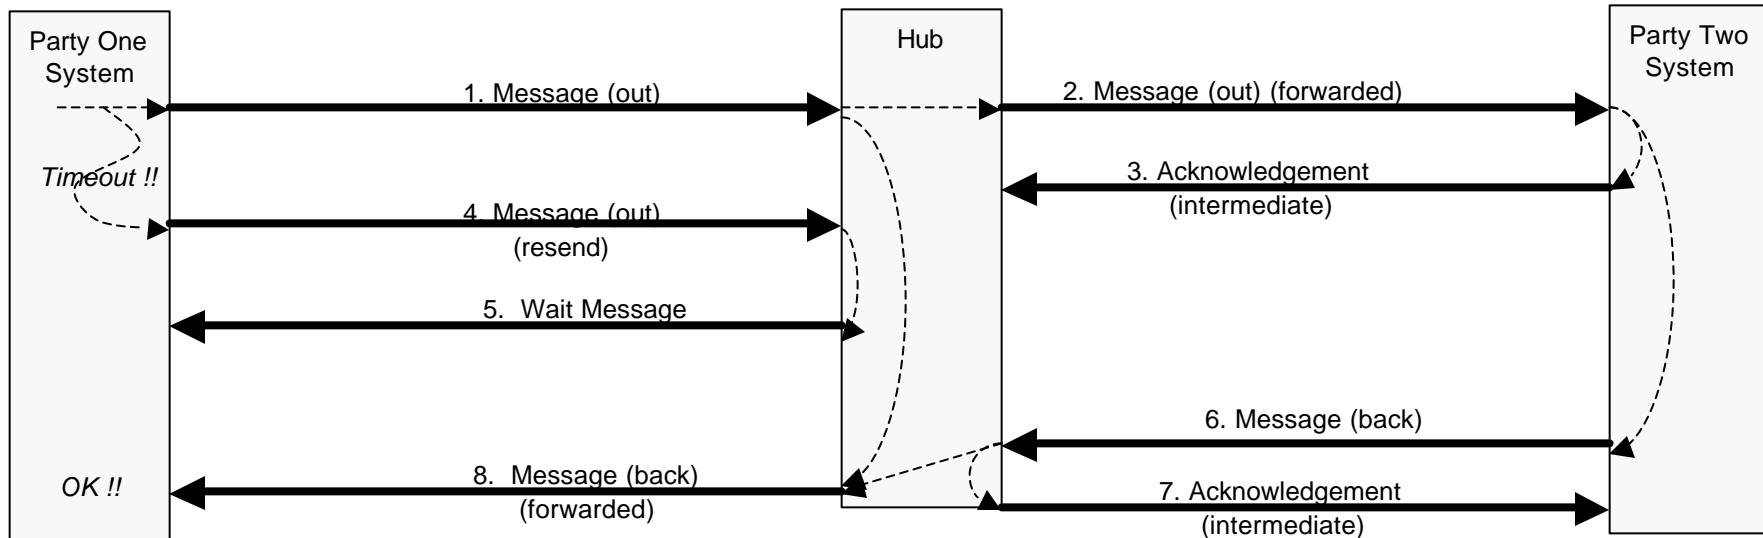 Party One
System
Hub
Party Two
System
1. Message (out)
2. Message (out) (forwarded)
Timeout !!
3. Acknowledgement
(intermediate)
4. Message (out)
(resend)
5.  Wait Message
6. Message (back)
OK !!
8.  Message (back)
(forwarded)
7. Acknowledgement
(intermediate)